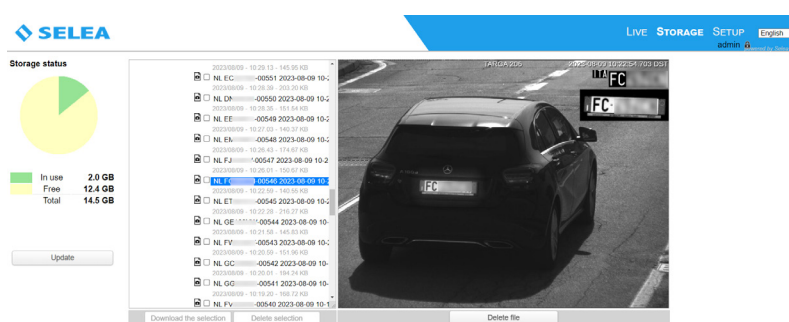 SELEA
LIVE STORAGE SETUP English
admin
Powered by Selea
Storage status
In use 2.0 GB
Free 12.4 GB
Total 14.5 GB
Update
2023/08/09 - 10:29:13 - 145.95 KB
NL EC -00551 2023-08-09 10-2
2023/08/09 - 10:28:39 - 203.20 KB
NL DN -00550 2023-08-09 10-2
2023/08/09 - 10:28:35 - 151.54 KB
NL EE -00549 2023-08-09 10-2
2023/08/09 - 10:27:03 - 140.37 KB
NL EM -00548 2023-08-09 10-2
2023/08/09 - 10:26:43 - 174.67 KB
NL FJ -00547 2023-08-09 10-2
2023/08/09 - 10:26:01 - 150.67 KB
NL FC -00546 2023-08-09 10-2
2023/08/09 - 10:22:59 - 140.55 KB
NL ET -00545 2023-08-09 10-2
2023/08/09 - 10:22:28 - 216.27 KB
NL GE -00544 2023-08-09 10-
2023/08/09 - 10:21:56 - 145.83 KB
NL FW -00543 2023-08-09 10-2
2023/08/09 - 10:20:59 - 151.96 KB
NL GC -00542 2023-08-09 10-
2023/08/09 - 10:20:01 - 194.24 KB
NL GG -00541 2023-08-09 10-
2023/08/09 - 10:19:20 - 168.72 KB
NL FV -00540 2023-08-09 10-1
Download the selection Delete selection
TARGA 206 2023-08-09 10:22:54 703 DST
ITA FC
FC
FC
Delete file